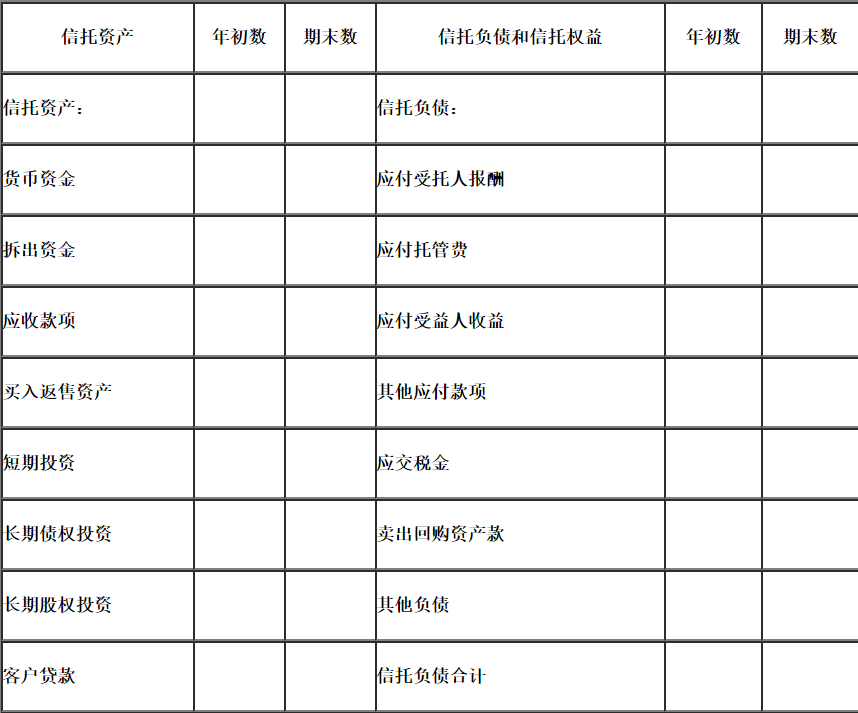 信托资产 年初数 期末数 信托负债和信托权益 年初数 期末数
信托资产： 信托负债：
货币资金 应付受托人报酬
拆出资金 应付托管费
应收款项 应付受益人收益
买入返售资产 其他应付款项
短期投资 应交税金
长期债权投资 卖出回购资产款
长期股权投资 其他负债
客户贷款 信托负债合计